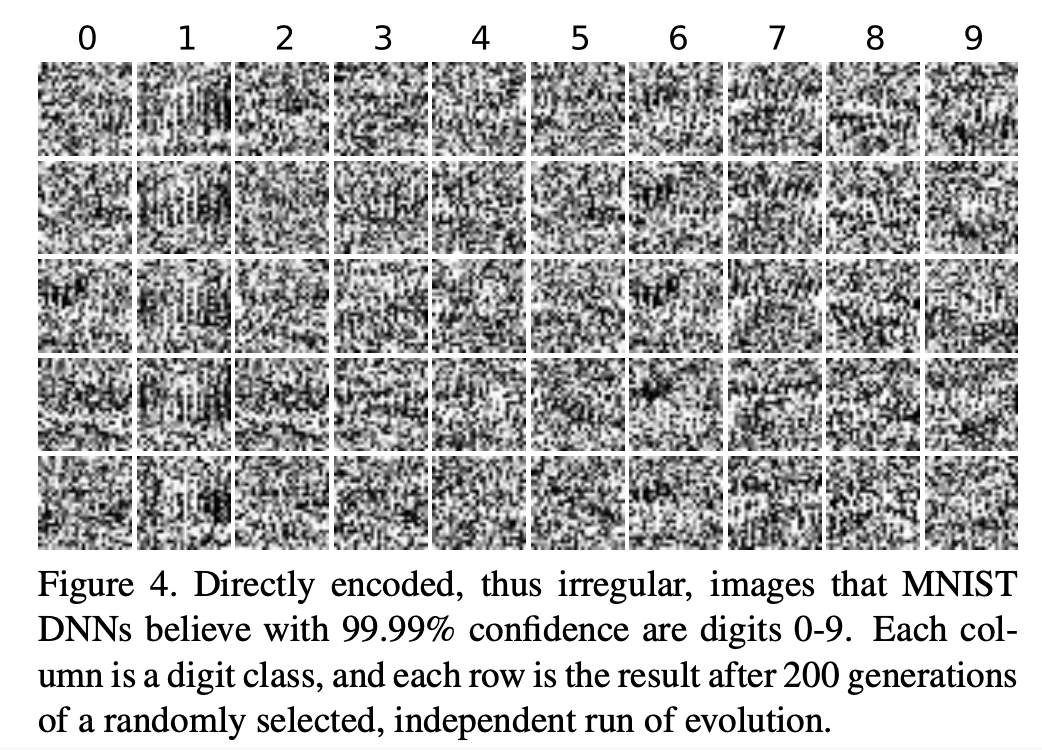 0 1 2 3 4 5 6 7 8 9
Figure 4. Directly encoded, thus irregular, images that MNIST
DNNs believe with 99.99% confidence are digits 0-9. Each col-
umn is a digit class, and each row is the result after 200 generations
of a randomly selected, independent run of evolution.